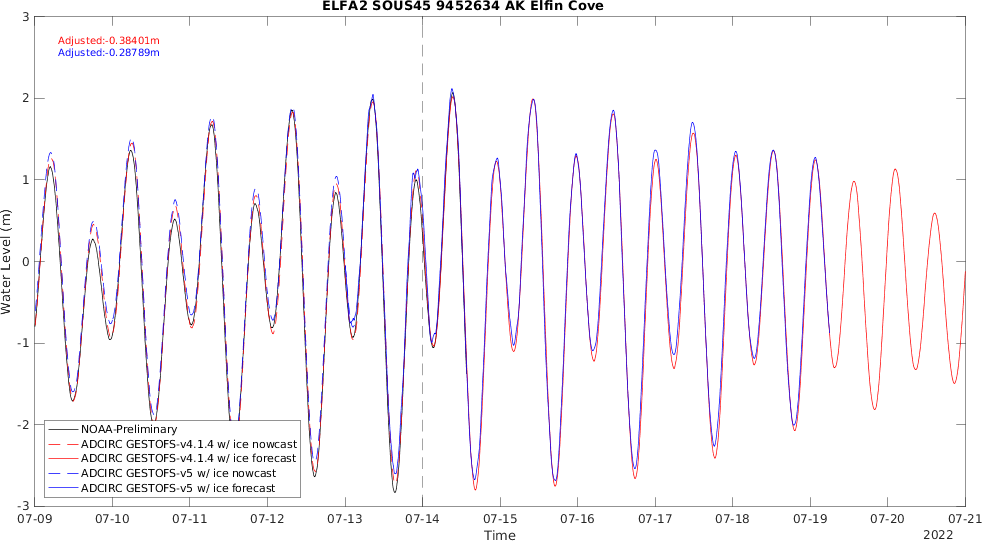 ELFA2 SOUS45 9452634 AK Elfin Cove
3
Adjusted:-0.38401m
Adjusted:-0.28789m
2
1
0
-1
-2
-3
Water Level (m)
NOAA-Preliminary
ADCIRC GESTOFS-v4.1.4 w/ ice nowcast
ADCIRC GESTOFS-v4.1.4 w/ ice forecast
ADCIRC GESTOFS-v5 w/ ice nowcast
ADCIRC GESTOFS-v5 w/ ice forecast
07-09 07-10 07-11 07-12 07-13 07-14 07-15 07-16 07-17 07-18 07-19 07-20 07-21
Time
2022